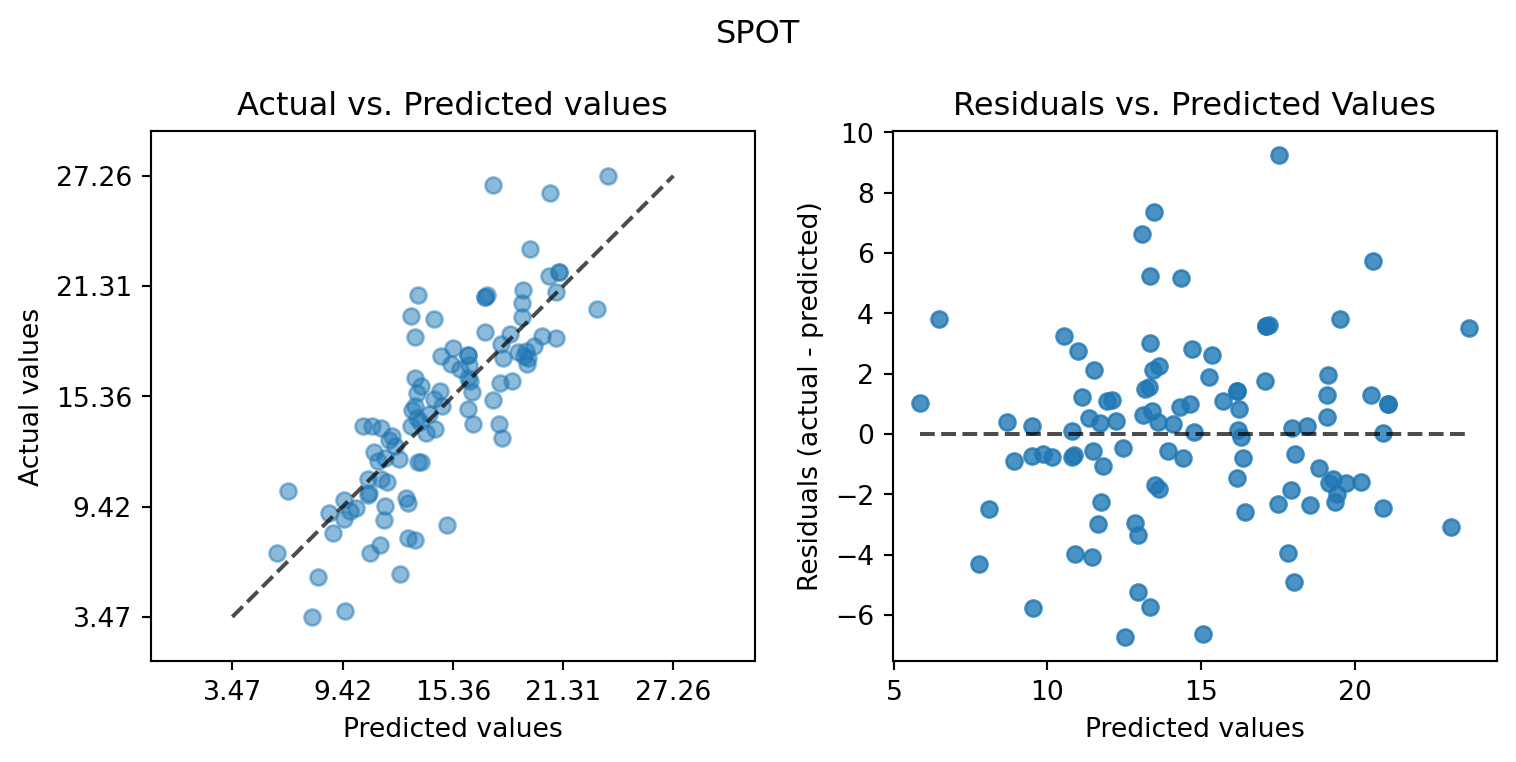 SPOT
Actual vs. Predicted values
Actual values
27.26
21.31
15.36
9.42
3.47
3.47 9.42 15.36 21.31 27.26
Predicted values
Residuals vs. Predicted Values
Residuals (actual - predicted)
10
8
6
4
2
0
−2
−4
−6
5 10 15 20
Predicted values